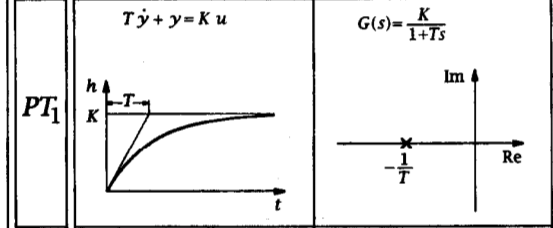 PT₁
Tẏ + y = K u
h
T
K
t
G(s) = K/(1+Ts)
Im
Re
-1/T